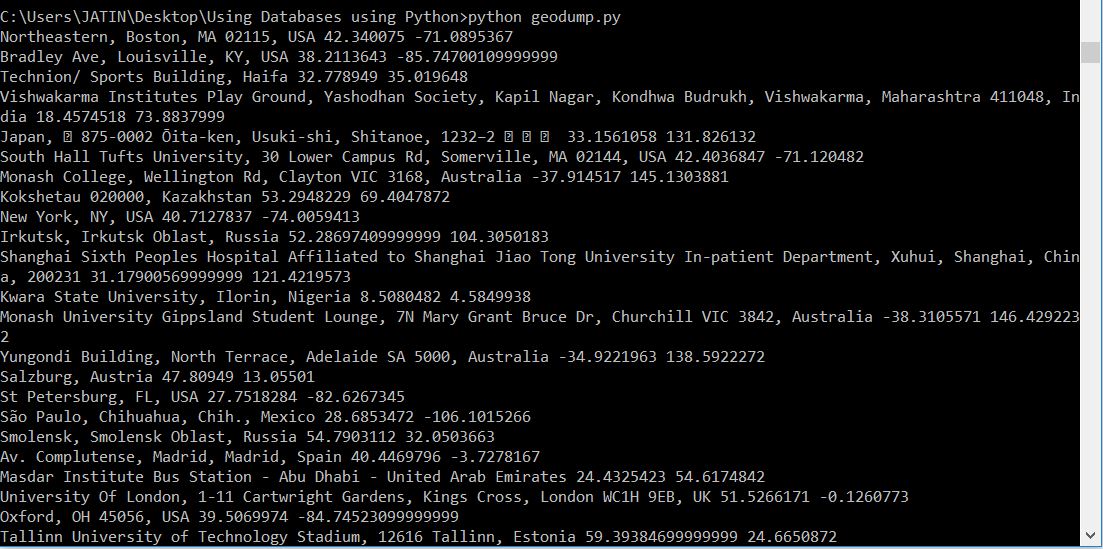 C:\Users\JATIN\Desktop\Using Databases using Python>python geodump.py
Northeastern, Boston, MA 02115, USA 42.340075 -71.0895367
Bradley Ave, Louisville, KY, USA 38.2113643 -85.74700109999999
Technion/ Sports Building, Haifa 32.778949 35.019648
Vishwakarma Institutes Play Ground, Yashodhan Society, Kapil Nagar, Kondhwa Budrukh, Vishwakarma, Maharashtra 411048, In
dia 18.4574518 73.8837999
Japan, 875-0002 Ōita-ken, Usuki-shi, Shitanoe, 1232−2 33.1561058 131.826132
South Hall Tufts University, 30 Lower Campus Rd, Somerville, MA 02144, USA 42.4036847 -71.120482
Monash College, Wellington Rd, Clayton VIC 3168, Australia -37.914517 145.1303881
Kokshetau 020000, Kazakhstan 53.2948229 69.4047872
New York, NY, USA 40.7127837 -74.0059413
Irkutsk, Irkutsk Oblast, Russia 52.28697409999999 104.3050183
Shanghai Sixth Peoples Hospital Affiliated to Shanghai Jiao Tong University In-patient Department, Xuhui, Shanghai, Chin
a, 200231 31.17900569999999 121.4219573
Kwara State University, Ilorin, Nigeria 8.5080482 4.5849938
Monash University Gippsland Student Lounge, 7N Mary Grant Bruce Dr, Churchill VIC 3842, Australia -38.3105571 146.429223
2
Yungondi Building, North Terrace, Adelaide SA 5000, Australia -34.9221963 138.5922272
Salzburg, Austria 47.80949 13.05501
St Petersburg, FL, USA 27.7518284 -82.6267345
São Paulo, Chihuahua, Chih., Mexico 28.6853472 -106.1015266
Smolensk, Smolensk Oblast, Russia 54.7903112 32.0503663
Av. Complutense, Madrid, Madrid, Spain 40.4469796 -3.7278167
Masdar Institute Bus Station - Abu Dhabi - United Arab Emirates 24.4325423 54.6174842
University Of London, 1-11 Cartwright Gardens, Kings Cross, London WC1H 9EB, UK 51.5266171 -0.1260773
Oxford, OH 45056, USA 39.5069974 -84.74523099999999
Tallinn University of Technology Stadium, 12616 Tallinn, Estonia 59.39384699999999 24.6650872